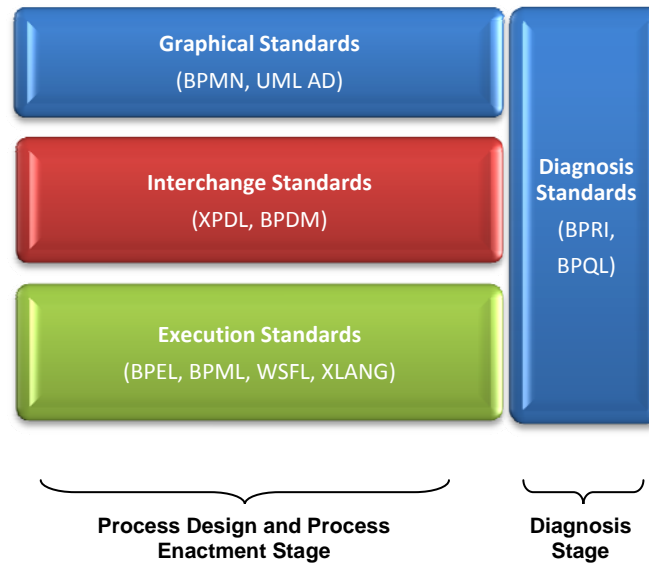 Graphical Standards
(BPMN, UML AD)
Interchange Standards
(XPDL, BPDM)
Execution Standards
(BPEL, BPML, WSFL, XLANG)
Diagnosis
Standards
(BPRI,
BPQL)
Process Design and Process
Enactment Stage
Diagnosis
Stage